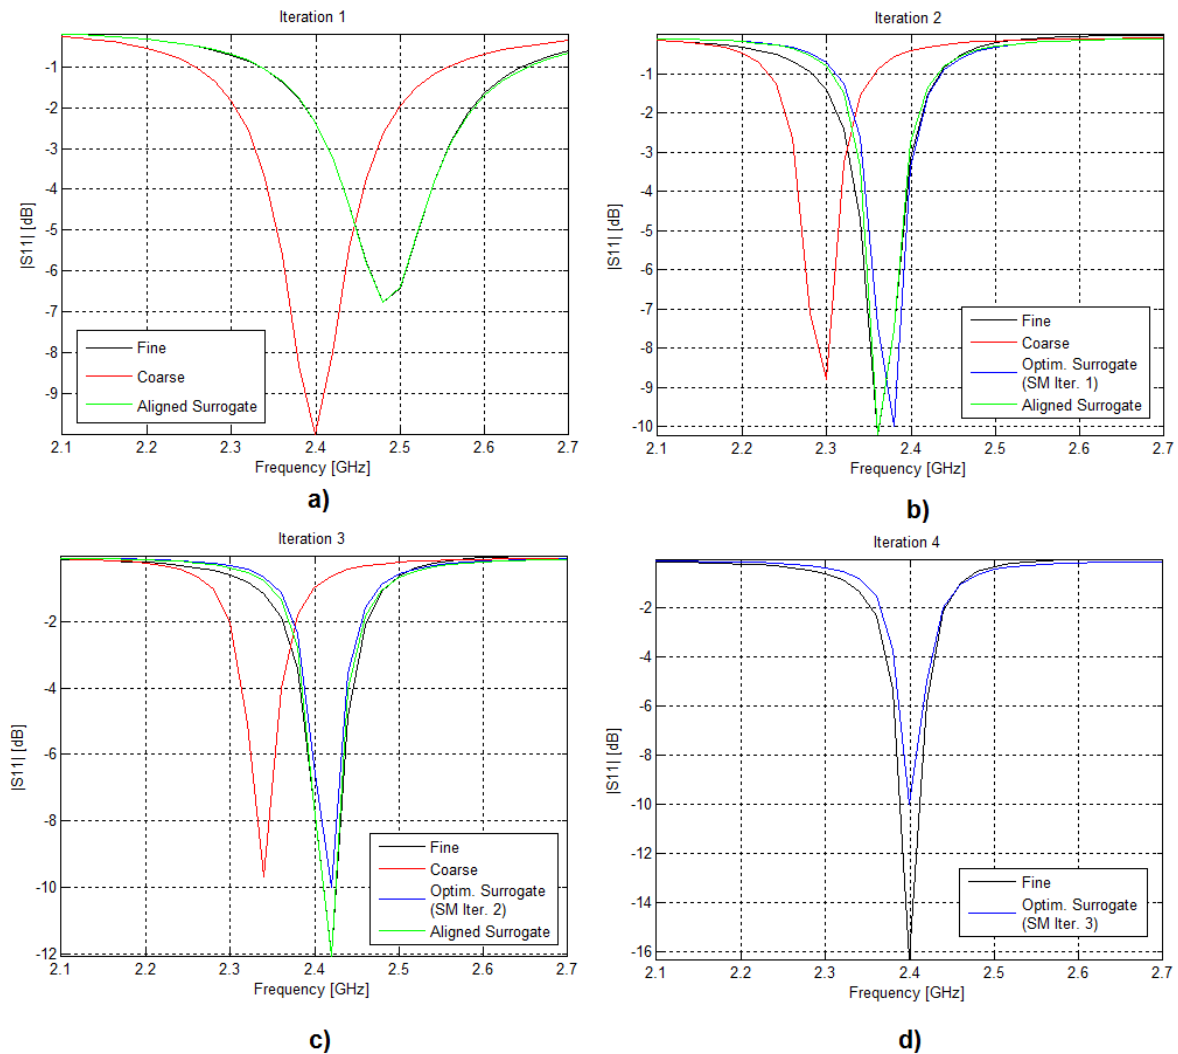 Iteration 1
-1
-2
-3
-4
-5
-6
-7
-8
-9
|S11| [dB]
Fine
Coarse
Aligned Surrogate
2.1 2.2 2.3 2.4 2.5 2.6 2.7
Frequency [GHz]
a)
Iteration 2
-1
-2
-3
-4
-5
-6
-7
-8
-9
-10
|S11| [dB]
Fine
Coarse
Optim. Surrogate
(SM Iter. 1)
Aligned Surrogate
2.1 2.2 2.3 2.4 2.5 2.6 2.7
Frequency [GHz]
b)
Iteration 3
-2
-4
-6
-8
-10
-12
|S11| [dB]
Fine
Coarse
Optim. Surrogate
(SM Iter. 2)
Aligned Surrogate
2.1 2.2 2.3 2.4 2.5 2.6 2.7
Frequency [GHz]
c)
Iteration 4
-2
-4
-6
-8
-10
-12
-14
-16
|S11| [dB]
Fine
Optim. Surrogate
(SM Iter. 3)
2.1 2.2 2.3 2.4 2.5 2.6 2.7
Frequency [GHz]
d)